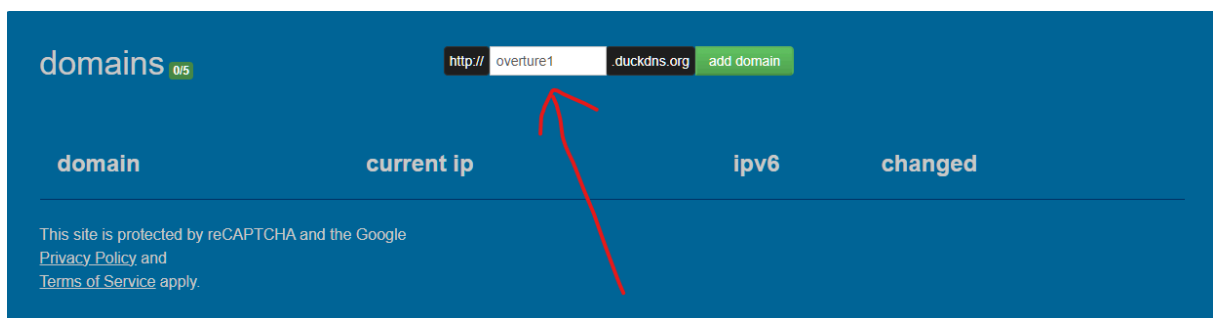 domains 0/5
http:// overture1 .duckdns.org add domain
domain current ip ipv6 changed
This site is protected by reCAPTCHA and the Google
Privacy Policy and
Terms of Service apply.